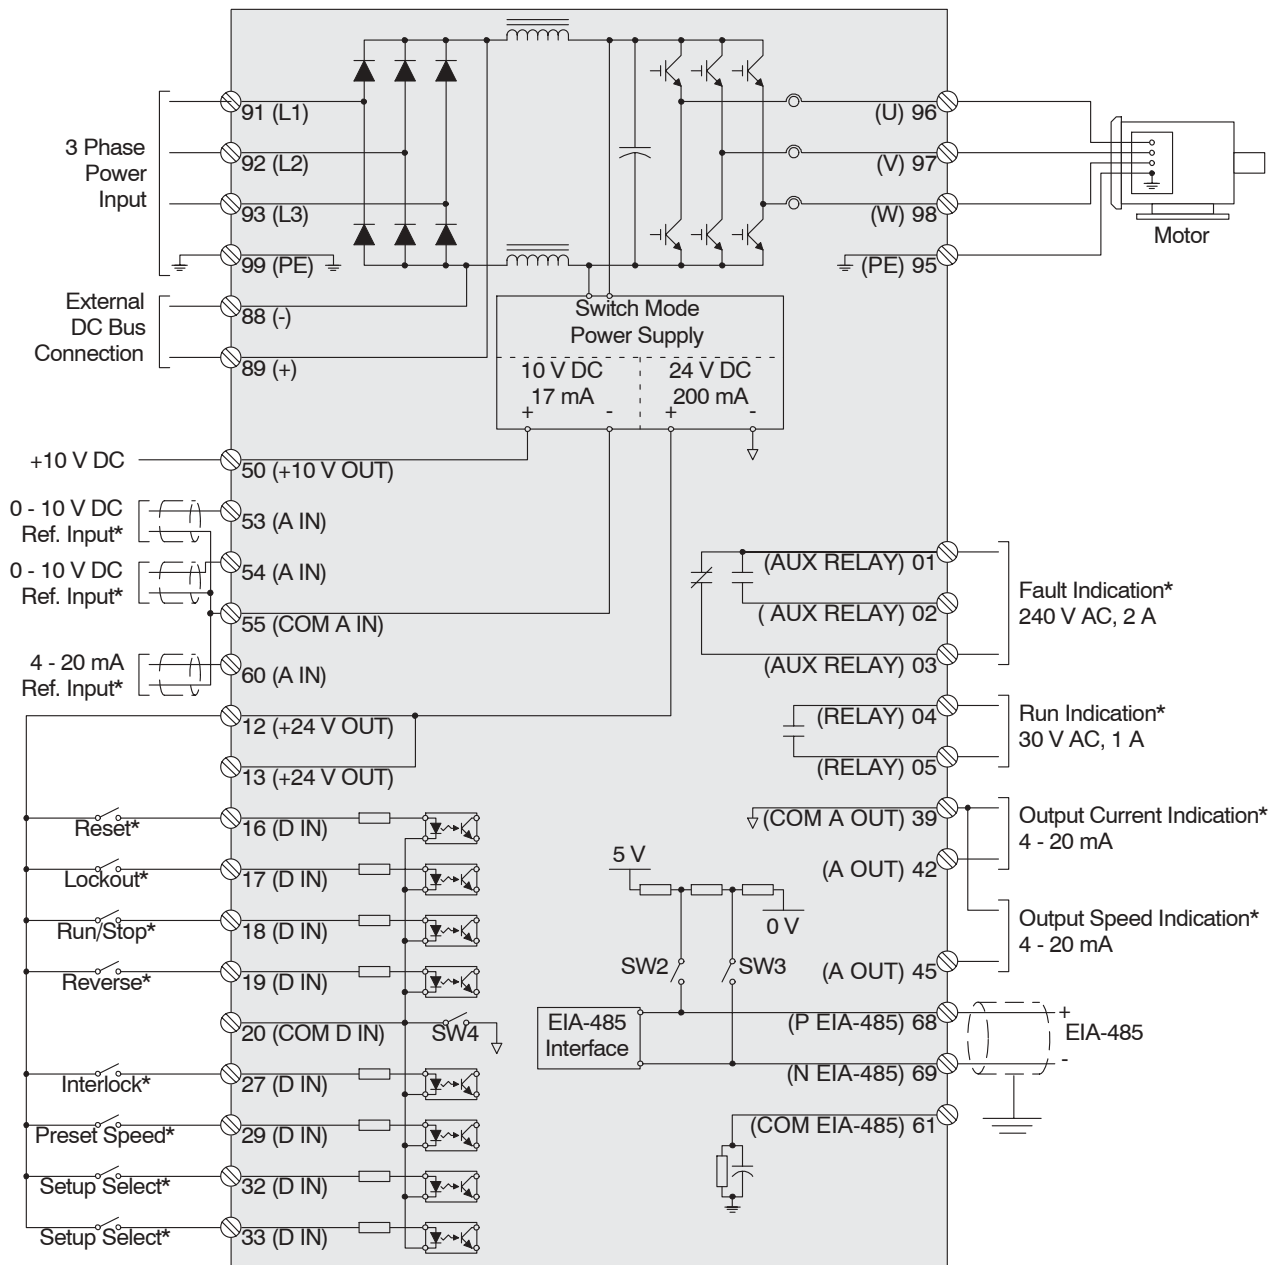 3 Phase
Power
Input
91 (L1)
92 (L2)
93 (L3)
99 (PE)
(U) 96
(V) 97
(W) 98
(PE) 95
Motor
External
DC Bus
Connection
88 (-)
89 (+)
Switch Mode
Power Supply
10 V DC
17 mA
+ -
24 V DC
200 mA
+ -
+10 V DC
50 (+10 V OUT)
0 - 10 V DC
Ref. Input*
53 (A IN)
0 - 10 V DC
Ref. Input*
54 (A IN)
55 (COM A IN)
4 - 20 mA
Ref. Input*
60 (A IN)
12 (+24 V OUT)
13 (+24 V OUT)
Reset*
16 (D IN)
Lockout*
17 (D IN)
Run/Stop*
18 (D IN)
Reverse*
19 (D IN)
20 (COM D IN)
SW4
Interlock*
27 (D IN)
Preset Speed*
29 (D IN)
Setup Select*
32 (D IN)
Setup Select*
33 (D IN)
(AUX RELAY) 01
( AUX RELAY) 02
(AUX RELAY) 03
Fault Indication*
240 V AC, 2 A
(RELAY) 04
(RELAY) 05
Run Indication*
30 V AC, 1 A
(COM A OUT) 39
(A OUT) 42
Output Current Indication*
4 - 20 mA
Output Speed Indication*
4 - 20 mA
(A OUT) 45
5 V
0 V
SW2
SW3
EIA-485
Interface
(P EIA-485) 68
(N EIA-485) 69
+
EIA-485
-
(COM EIA-485) 61